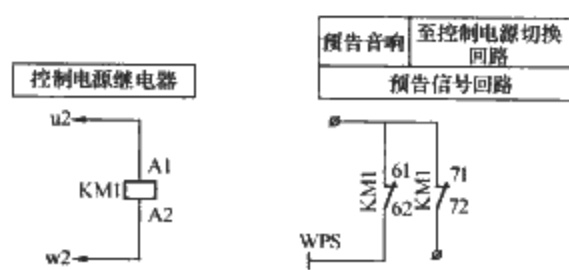 预告音响
至控制电源切换
回路
控制电源继电器
预告信号回路
u2
A1
KM1
A2
w2
KM1
61
62
KM1
71
72
WPS